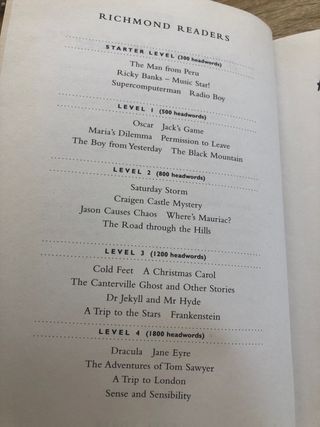 RICHMOND READERS
STARTER LEVEL (300 headwords)
The Man from Peru
Ricky Banks – Music Star!
Supercomputerman Radio Boy
LEVEL 1 (500 headwords)
Oscar Jack's Game
Maria's Dilemma Permission to Leave
The Boy from Yesterday The Black Mountain
LEVEL 2 (800 headwords)
Saturday Storm
Craigen Castle Mystery
Jason Causes Chaos Where's Mauriac?
The Road through the Hills
LEVEL 3 (1200 headwords)
Cold Feet A Christmas Carol
The Canterville Ghost and Other Stories
Dr Jekyll and Mr Hyde
A Trip to the Stars Frankenstein
LEVEL 4 (1800 headwords)
Dracula Jane Eyre
The Adventures of Tom Sawyer
A Trip to London
Sense and Sensibility